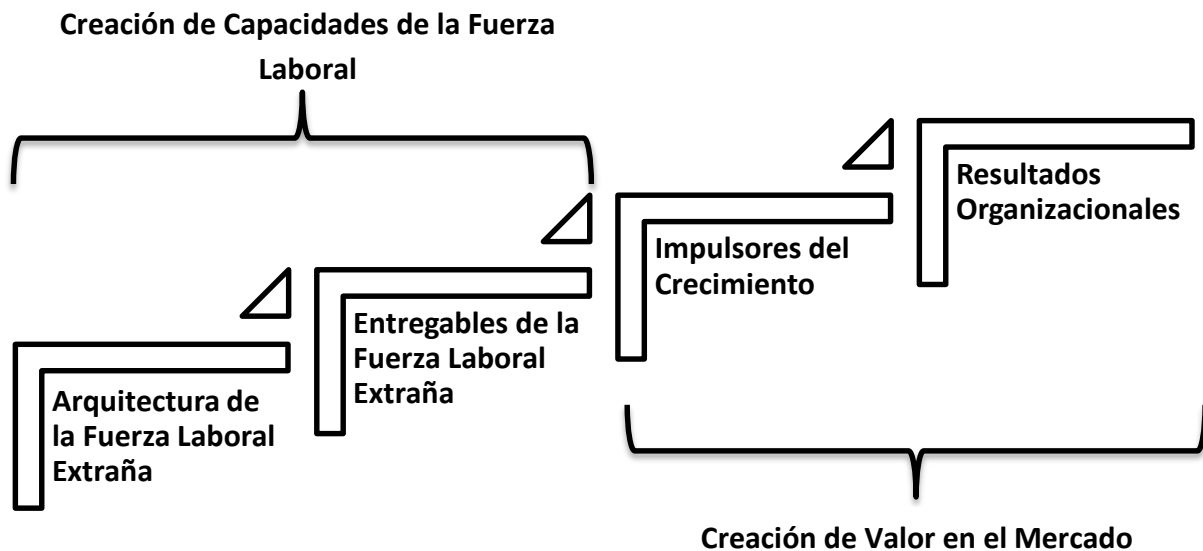 Creación de Capacidades de la Fuerza
Laboral
Arquitectura de
la Fuerza Laboral
Extraña
Entregables de la
Fuerza Laboral
Extraña
Impulsores del
Crecimiento
Resultados
Organizacionales
Creación de Valor en el Mercado